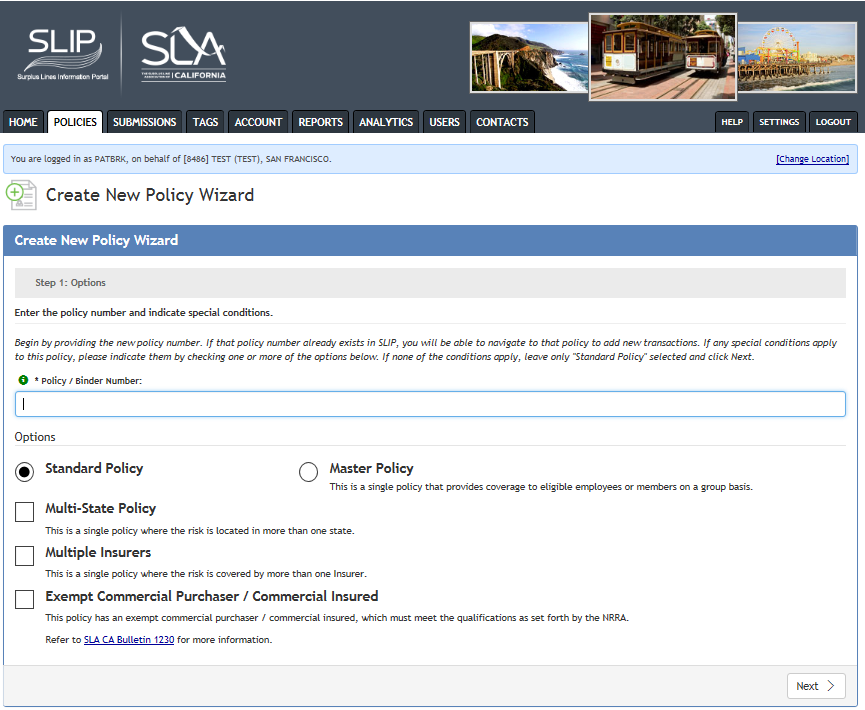 SLIP
Surplus Lines Information Portal
SLA
THE SURPLUS LINE ASSOCIATION OF CALIFORNIA
HOME POLICIES SUBMISSIONS TAGS ACCOUNT REPORTS ANALYTICS USERS CONTACTS HELP SETTINGS LOGOUT
You are logged in as PATBRK, on behalf of [8486] TEST (TEST), SAN FRANCISCO. [Change Location]
Create New Policy Wizard
Create New Policy Wizard
Step 1: Options
Enter the policy number and indicate special conditions.
Begin by providing the new policy number. If that policy number already exists in SLIP, you will be able to navigate to that policy to add new transactions. If any special conditions apply
to this policy, please indicate them by checking one or more of the options below. If none of the conditions apply, leave only "Standard Policy" selected and click Next.
* Policy / Binder Number:
Options
Standard Policy Master Policy
This is a single policy that provides coverage to eligible employees or members on a group basis.
Multi-State Policy
This is a single policy where the risk is located in more than one state.
Multiple Insurers
This is a single policy where the risk is covered by more than one Insurer.
Exempt Commercial Purchaser / Commercial Insured
This policy has an exempt commercial purchaser / commercial insured, which must meet the qualifications as set forth by the NRRA.
Refer to SLA CA Bulletin 1230 for more information.
Next